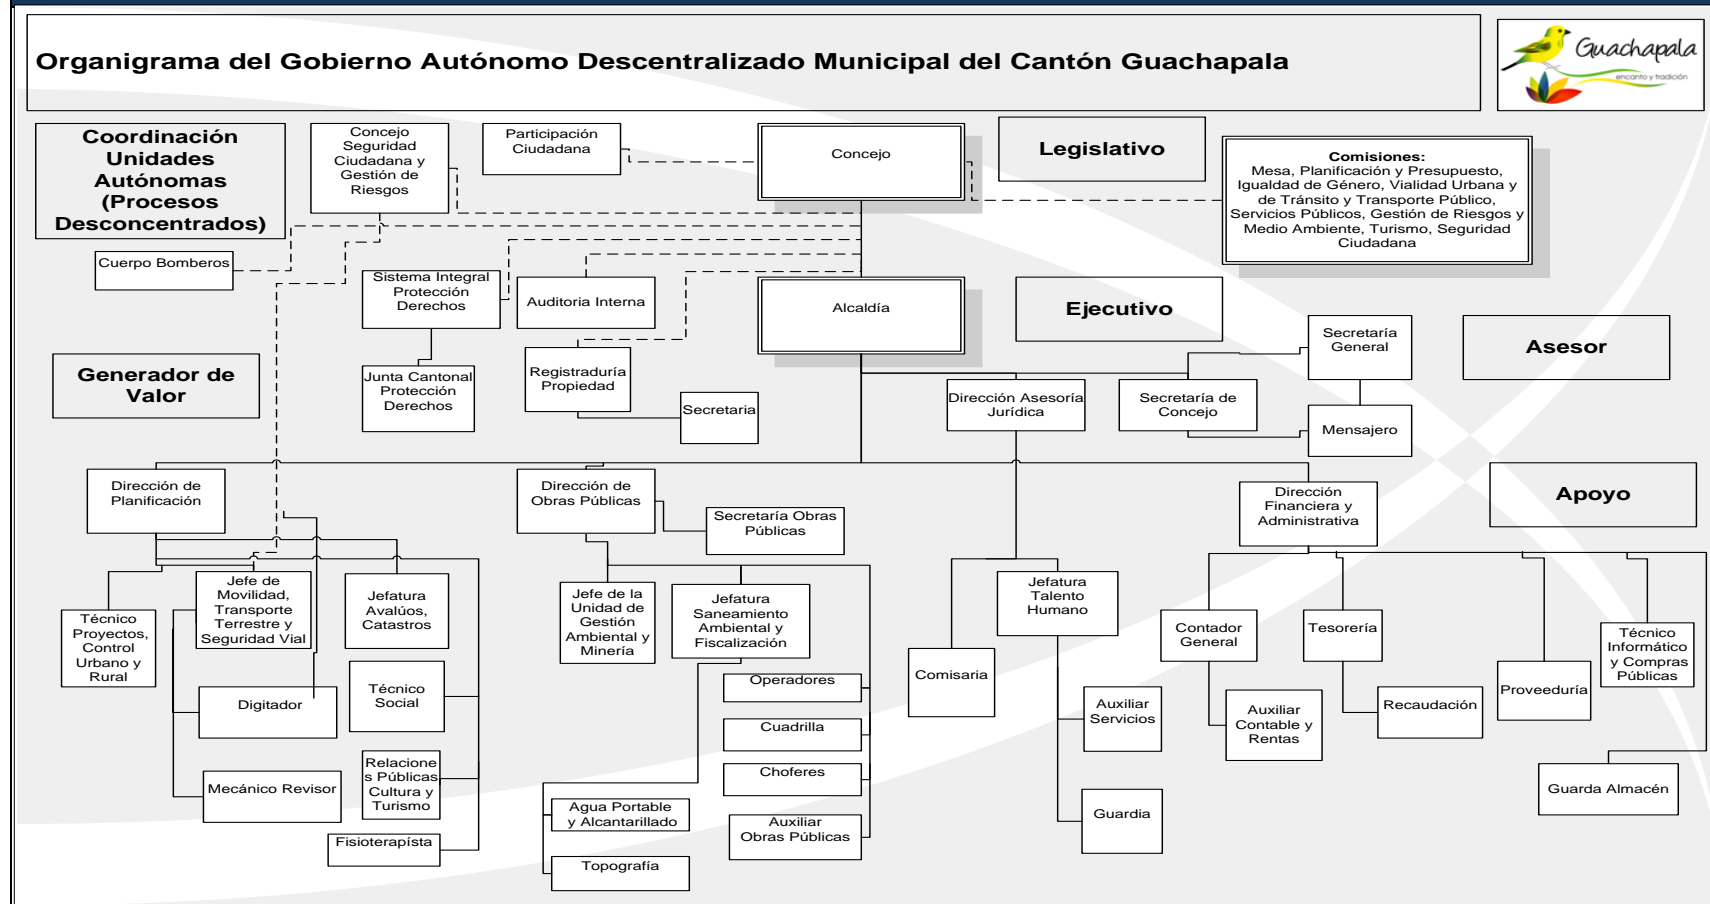 Organigrama del Gobierno Autónomo Descentralizado Municipal del Cantón Guachapala
Guachapala
encanto y tradición
Coordinación
Unidades
Autónomas
(Procesos
Desconcentrados)
Concejo
Seguridad
Ciudadana y
Gestión de
Riesgos
Participación
Ciudadana
Concejo
Legislativo
Comisiones:
Mesa, Planificación y Presupuesto,
Igualdad de Género, Vialidad Urbana y
de Tránsito y Transporte Público,
Servicios Públicos, Gestión de Riesgos y
Medio Ambiente, Turismo, Seguridad
Ciudadana
Cuerpo Bomberos
Sistema Integral
Protección
Derechos
Auditoria Interna
Alcaldía
Ejecutivo
Secretaría
General
Asesor
Generador de
Valor
Junta Cantonal
Protección
Derechos
Registraduría
Propiedad
Secretaria
Dirección Asesoría
Jurídica
Secretaría de
Concejo
Mensajero
Dirección de
Planificación
Dirección de
Obras Públicas
Secretaría Obras
Públicas
Dirección
Financiera y
Administrativa
Apoyo
Técnico
Proyectos,
Control
Urbano y
Rural
Jefe de
Movilidad,
Transporte
Terrestre y
Seguridad Vial
Jefatura
Avalúos,
Catastros
Jefe de la
Unidad de
Gestión
Ambiental y
Minería
Jefatura
Saneamiento
Ambiental y
Fiscalización
Comisaria
Jefatura
Talento
Humano
Contador
General
Tesorería
Proveeduría
Técnico
Informático
y Compras
Públicas
Digitador
Técnico
Social
Operadores
Cuadrilla
Choferes
Auxiliar
Obras Públicas
Auxiliar
Servicios
Auxiliar
Contable y
Rentas
Recaudación
Mecánico Revisor
Relacione
s Públicas
Cultura y
Turismo
Fisioterapísta
Agua Portable
y Alcantarillado
Topografía
Guardia
Guarda Almacén